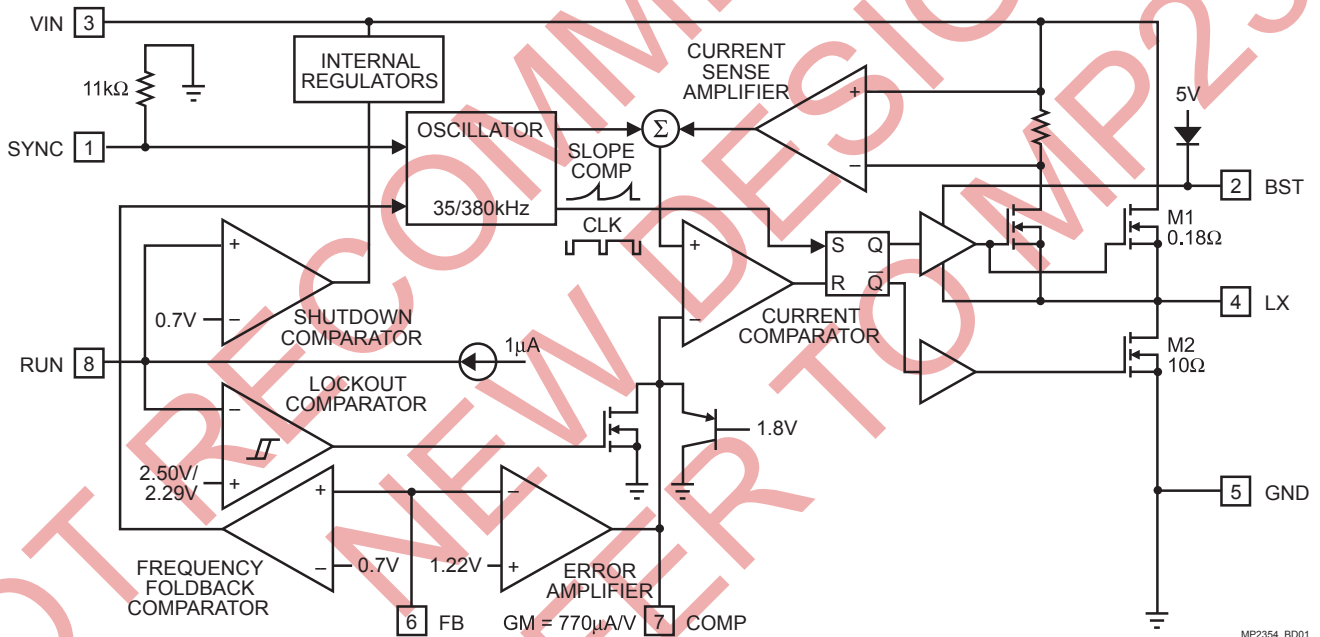 VIN 3
INTERNAL
REGULATORS
CURRENT
SENSE
AMPLIFIER
+
−
11kΩ
5V
SYNC 1
OSCILLATOR
35/380kHz
Σ
SLOPE
COMP
CLK
2 BST
M1
0.18Ω
+
−
0.7V
SHUTDOWN
COMPARATOR
+
−
S Q
R Q̅
CURRENT
COMPARATOR
4 LX
RUN 8
1µA
LOCKOUT
COMPARATOR
−
+
2.50V/
2.29V
1.8V
M2
10Ω
+
−
0.7V
FREQUENCY
FOLDBACK
COMPARATOR
−
+
1.22V
ERROR
AMPLIFIER
5 GND
6 FB
GM = 770µA/V
7 COMP
MP2354_BD01